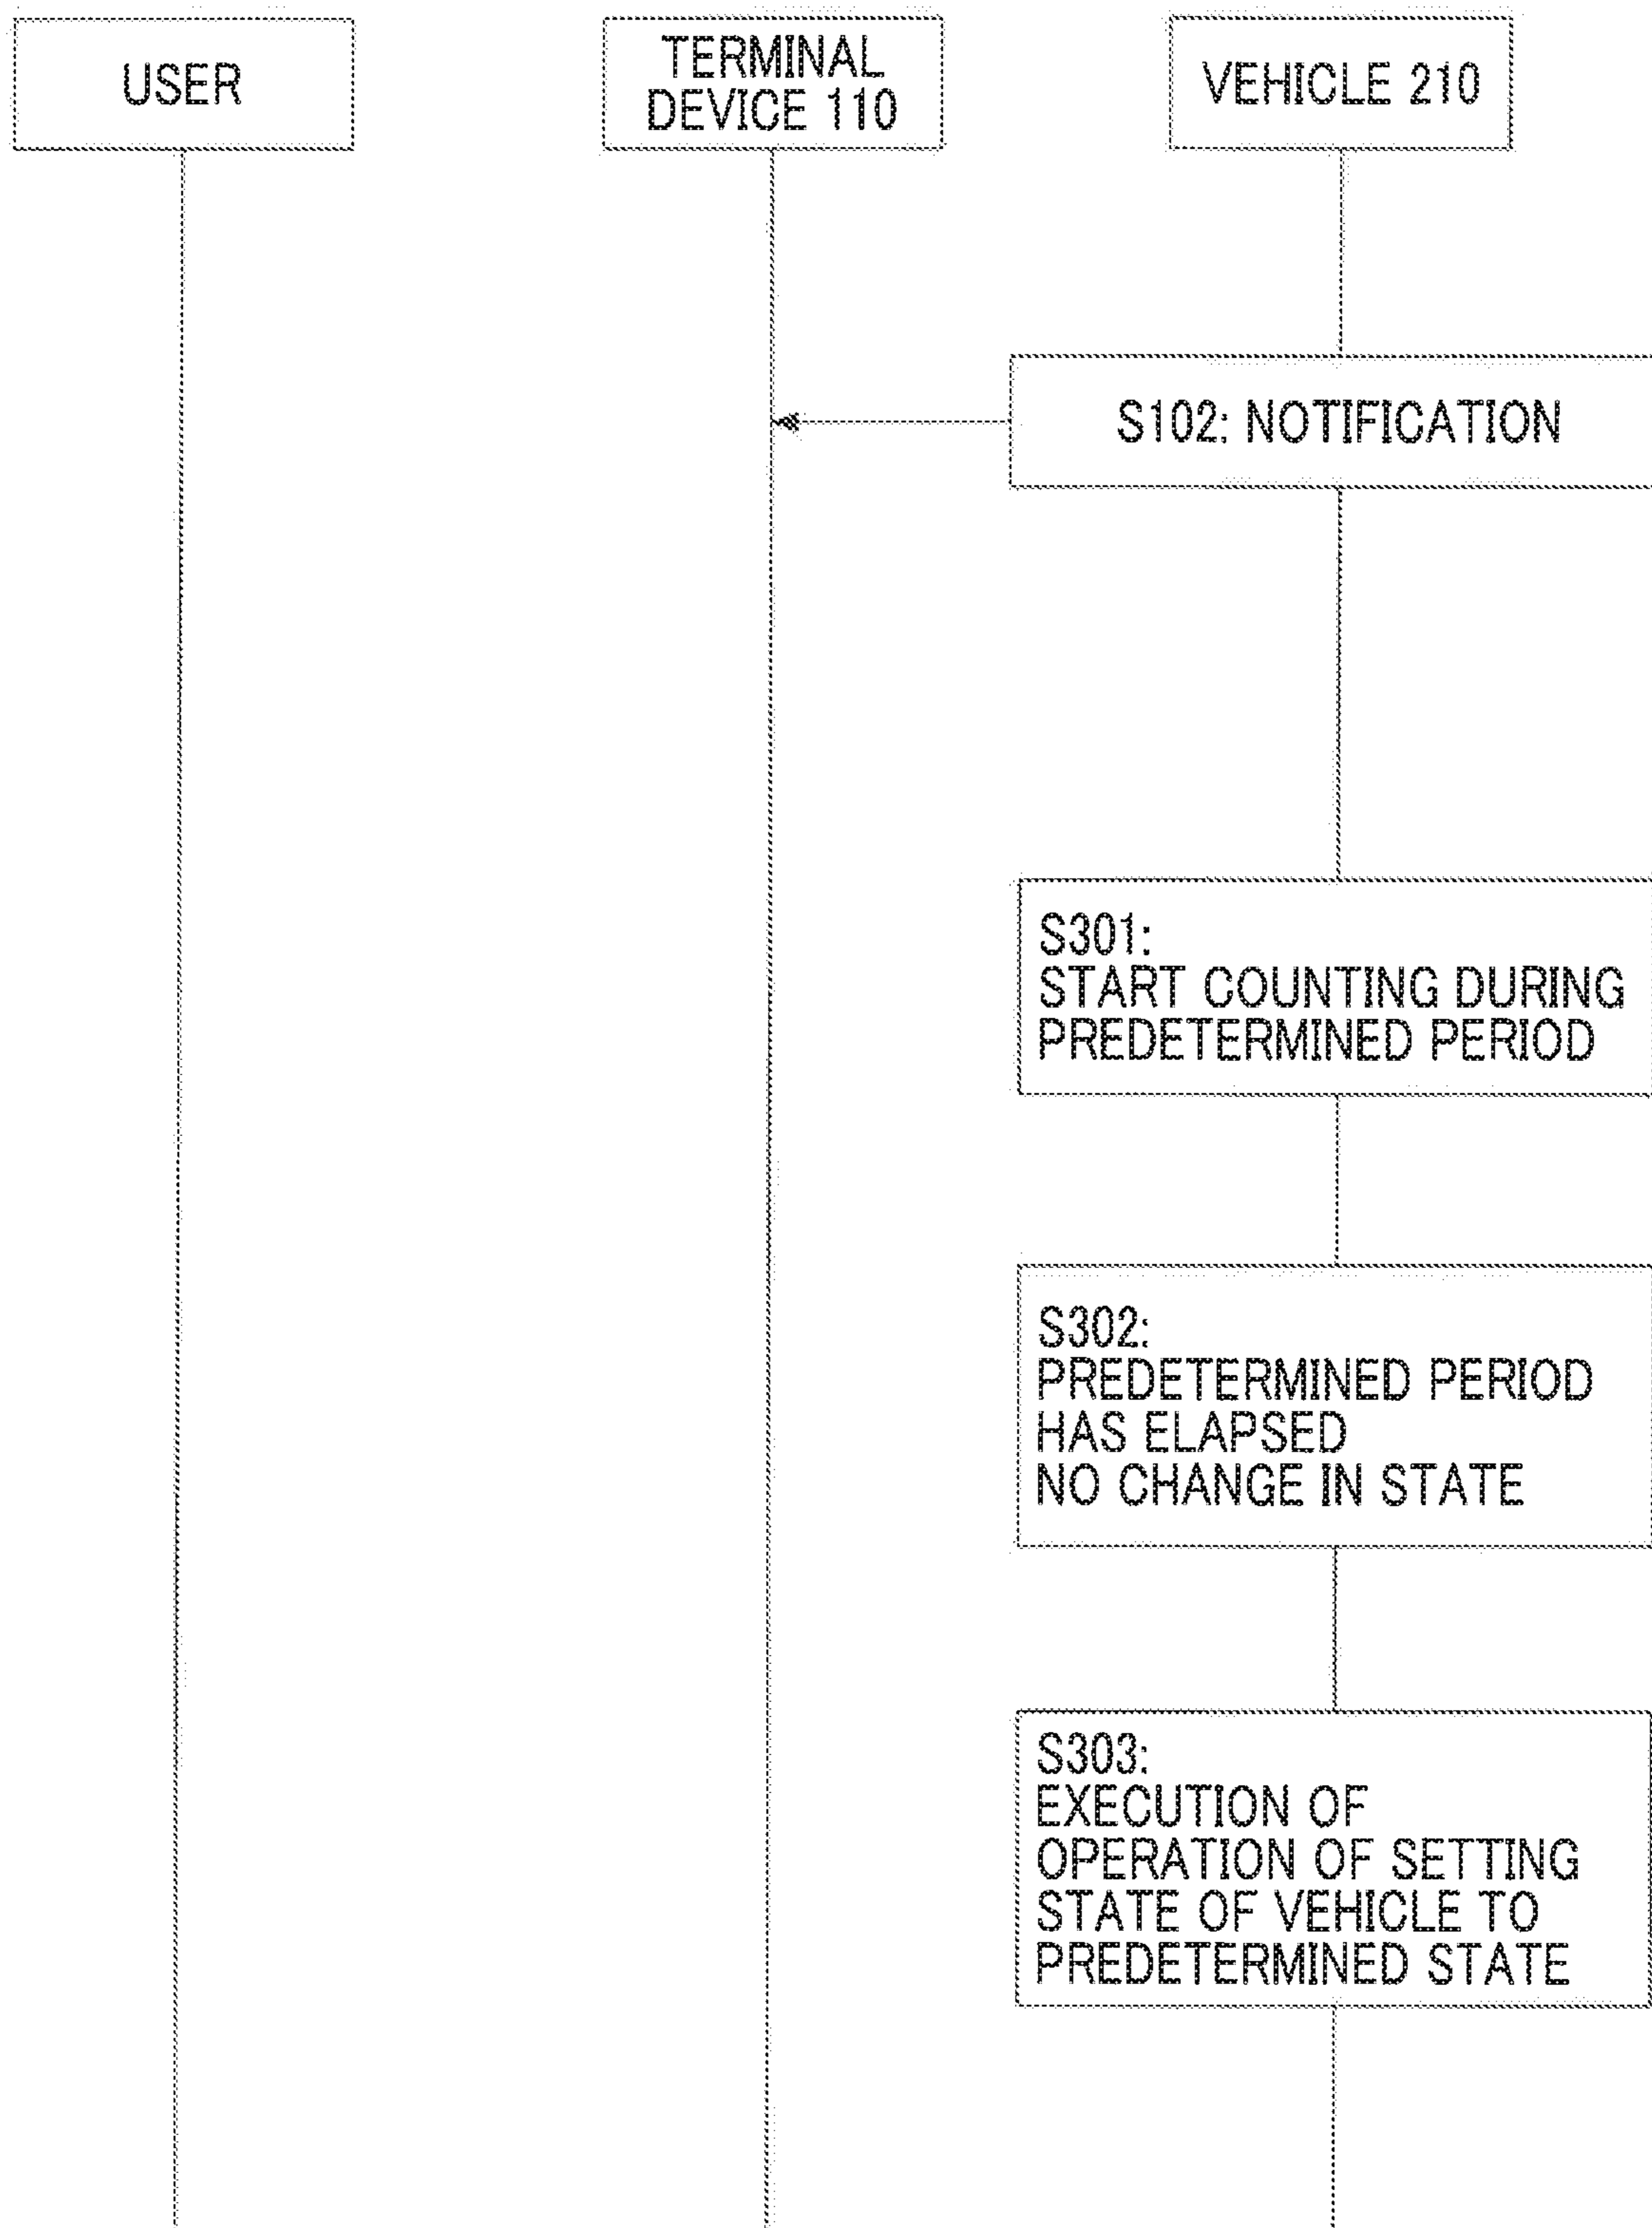 USER
TERMINAL
DEVICE 110
VEHICLE 210
S102: NOTIFICATION
S301:
START COUNTING DURING
PREDETERMINED PERIOD
S302:
PREDETERMINED PERIOD
HAS ELAPSED
NO CHANGE IN STATE
S303:
EXECUTION OF
OPERATION OF SETTING
STATE OF VEHICLE TO
PREDETERMINED STATE